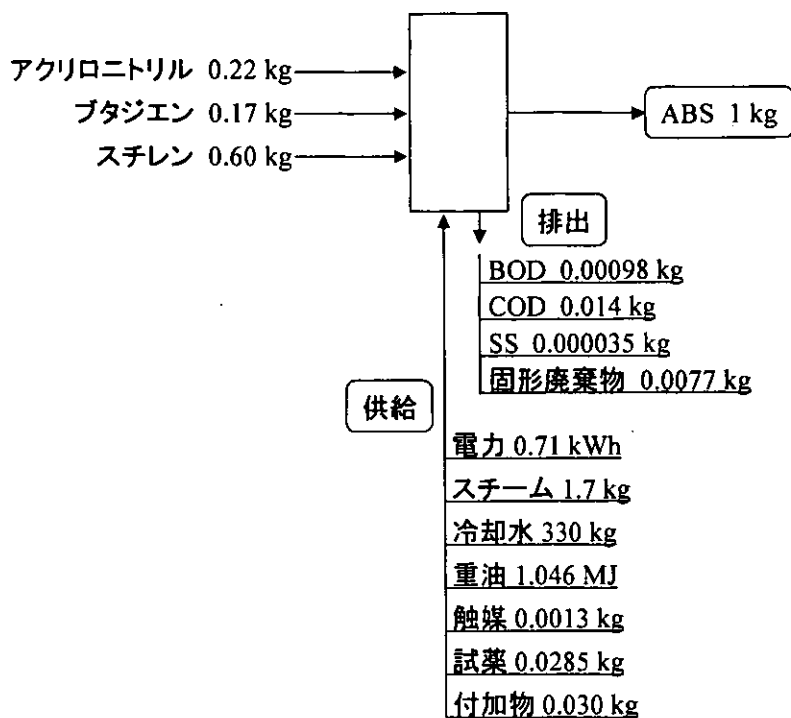 アクリロニトリル 0.22 kg
ブタジエン 0.17 kg
スチレン 0.60 kg
ABS 1 kg
排出
BOD 0.00098 kg
COD 0.014 kg
SS 0.000035 kg
固形廃棄物 0.0077 kg
供給
電力 0.71 kWh
スチーム 1.7 kg
冷却水 330 kg
重油 1.046 MJ
触媒 0.0013 kg
試薬 0.0285 kg
付加物 0.030 kg